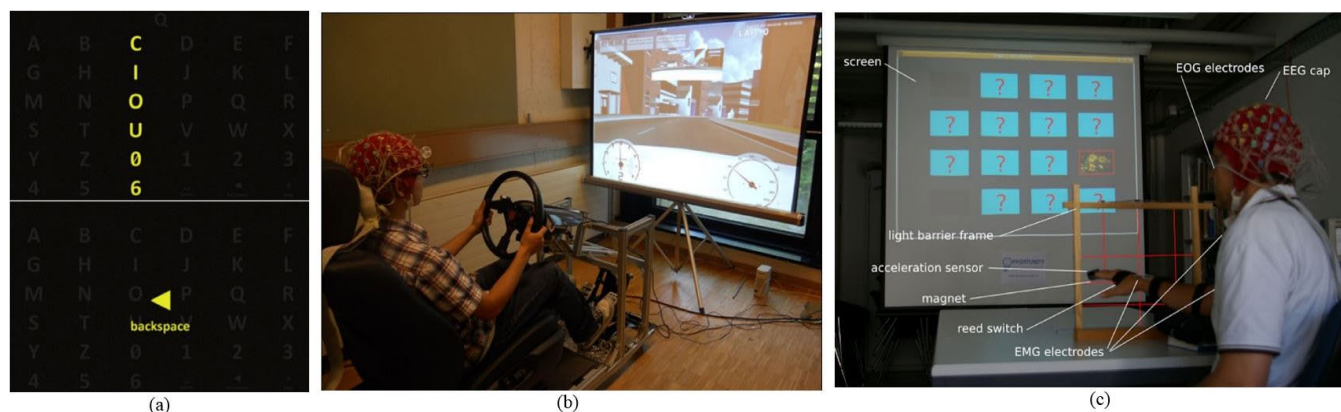 Q
A B C D E F
G H I J K L
M N O P Q R
S T U V W X
Y Z 0 1 2 3
4 5 6
A B C D E F
G H I J K L
M N O P Q R
backspace
S T V W X
Y Z 0 1 2 3
4 5 6
(a)
(b)
screen
EOG electrodes
EEG cap
? ? ?
? ? ? ?
? ? ?
? ? ?
light barrier frame
acceleration sensor
magnet
reed switch
EMG electrodes
(c)